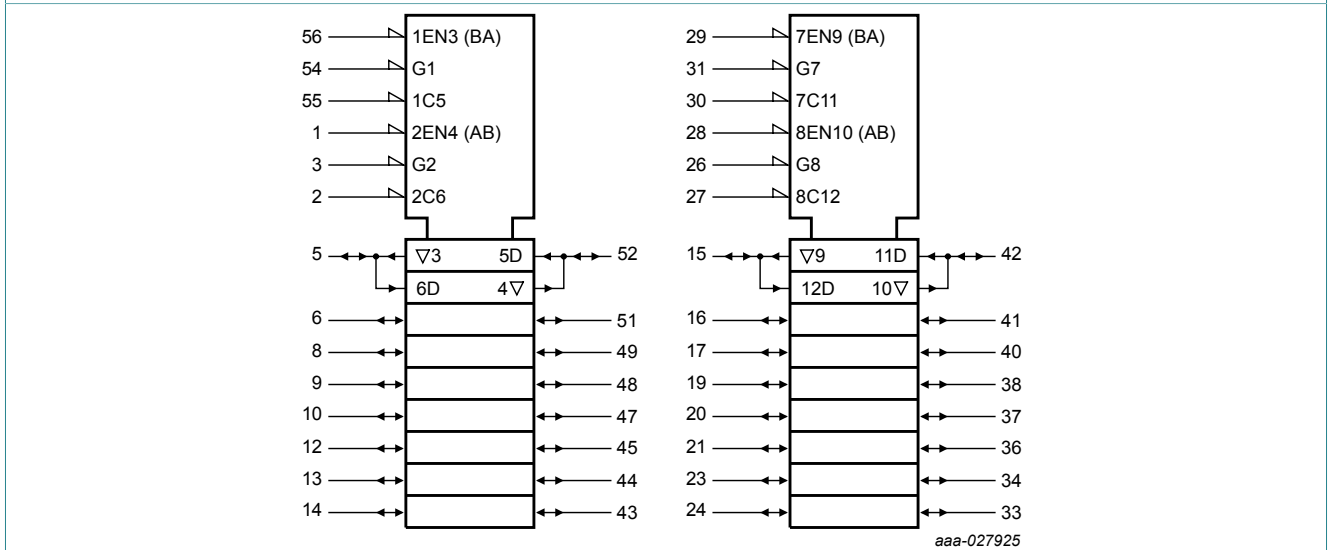 56 1EN3 (BA) 29 7EN9 (BA)
54 G1 31 G7
55 1C5 30 7C11
1 2EN4 (AB) 28 8EN10 (AB)
3 G2 26 G8
2 2C6 27 8C12
5 ▽3 5D 52 15 ▽9 11D 42
6D 4▽ 12D 10▽
6 51 16 41
8 49 17 40
9 48 19 38
10 47 20 37
12 45 21 36
13 44 23 34
14 43 24 33
aaa-027925